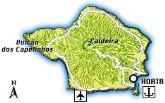 Vulcão
dos Capelinhos
Caldeira
HORTA
N